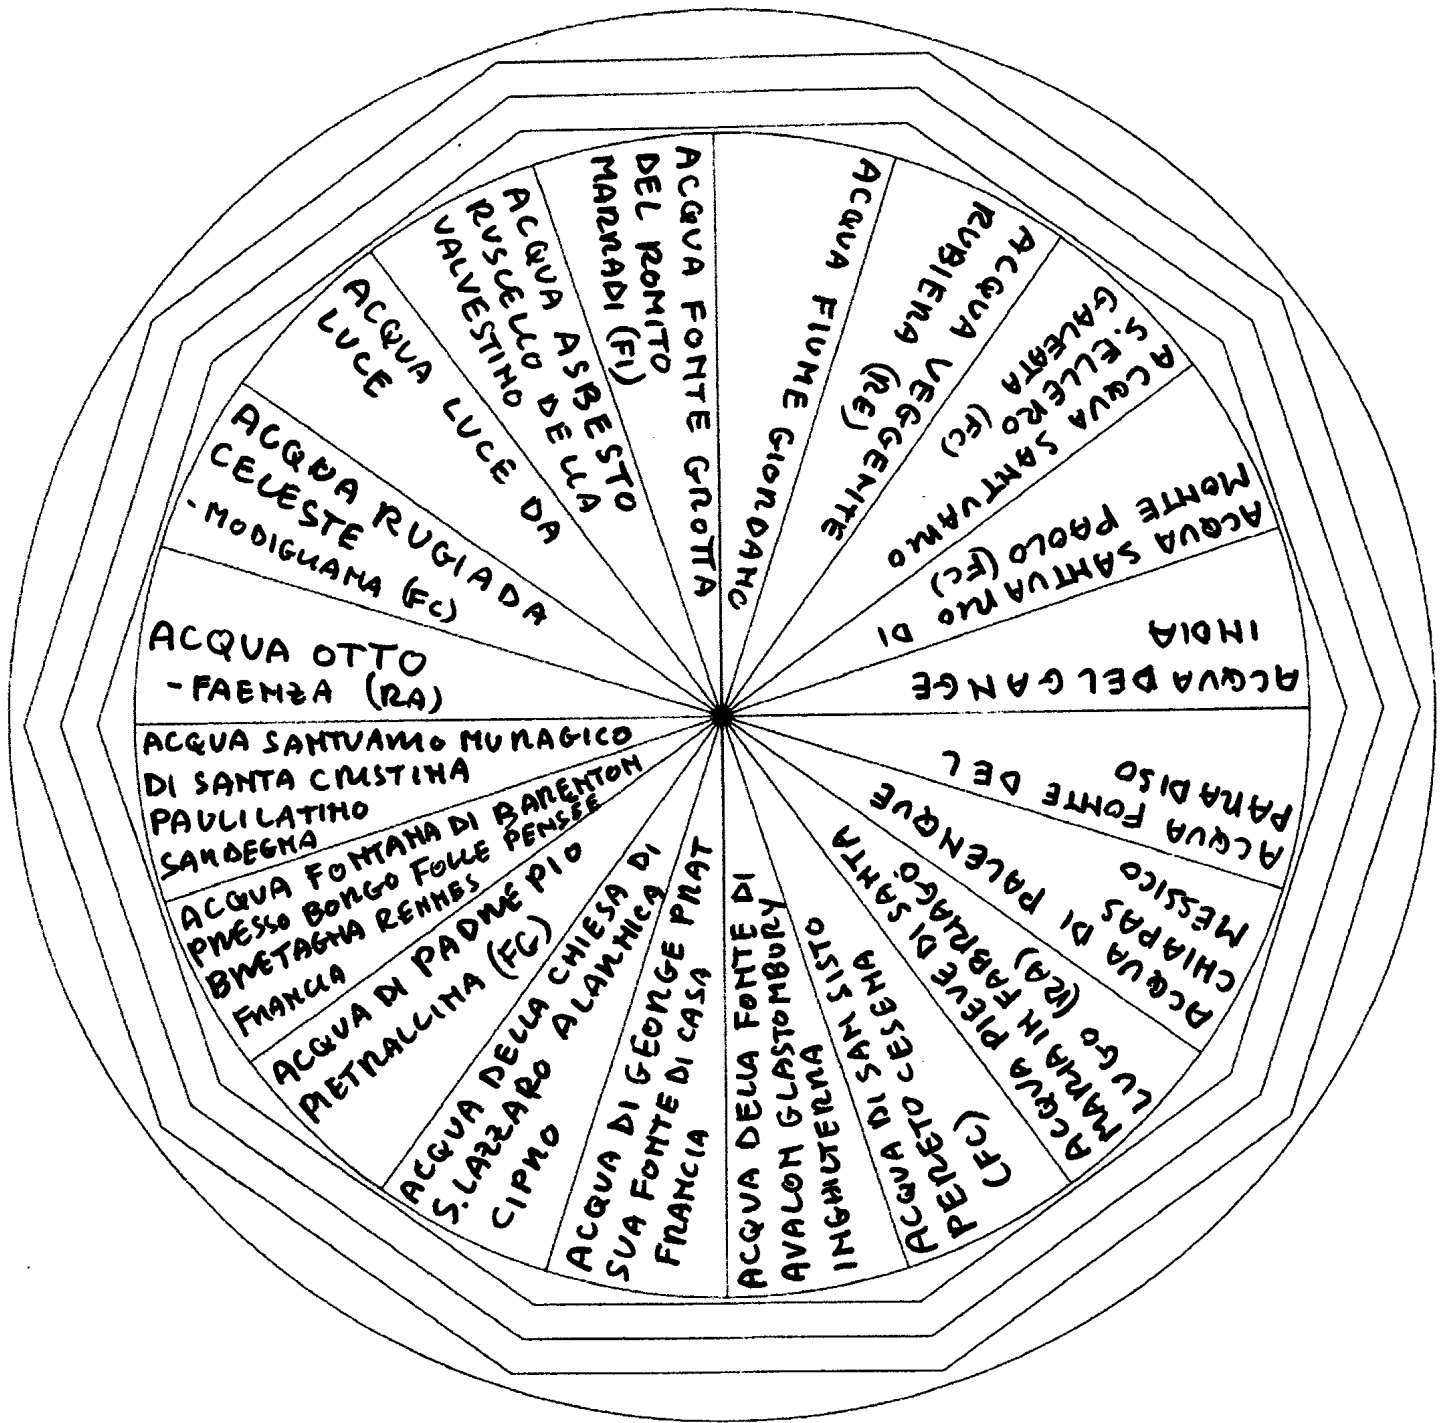 ACQUA FONTE GROTTA
DEL ROMITO
MARRADI (FI)
ACQUA FIUME GIORDANO
ACQUA VEGGENTE
RUBIERA (RE)
ACQUA SANTUARIO
S. ELLERO (FC)
GALEATA
ACQUA SANTUARIO DI
MONTE PAOLO (FC)
ACQUA DEL GANGE
INDIA
ACQUA FONTE DEL
PARADISO
ACQUA DI PALENQUE
CHIAPAS
MESSICO
ACQUA PIEVE DI SANTA
MARIA IN FABRIAGO
LUGO (RA)
ACQUA DI SAN SISTO
PERETO CESENA
(FC)
ACQUA DELLA FONTE DI
AVALON GLASTOMBURY
INGHILTERRA
ACQUA DI GEORGE PRAT
SUA FONTE DI CASA
FRANCIA
ACQUA DELLA CHIESA DI
S. LAZZARO A LARNICA
CIPRO
ACQUA DI PADRE PIO
PIETRALCINA (FG)
ACQUA FONTANA DI BARENTON
PRESSO BORGO FOLLE PENSÉE
BRETAGNA RENNES
FRANCIA
ACQUA SANTUARIO NURAGICO
DI SANTA CRISTINA
PAULILATINO
SARDEGNA
ACQUA OTTO
- FAENZA (RA)
ACQUA RUGIADA
CELESTE
- MODIGLIANA (FC)
ACQUA LUCE DA
LUCE
ACQUA ASBESTO
RUSCELLO DELLA
VALVESTINO